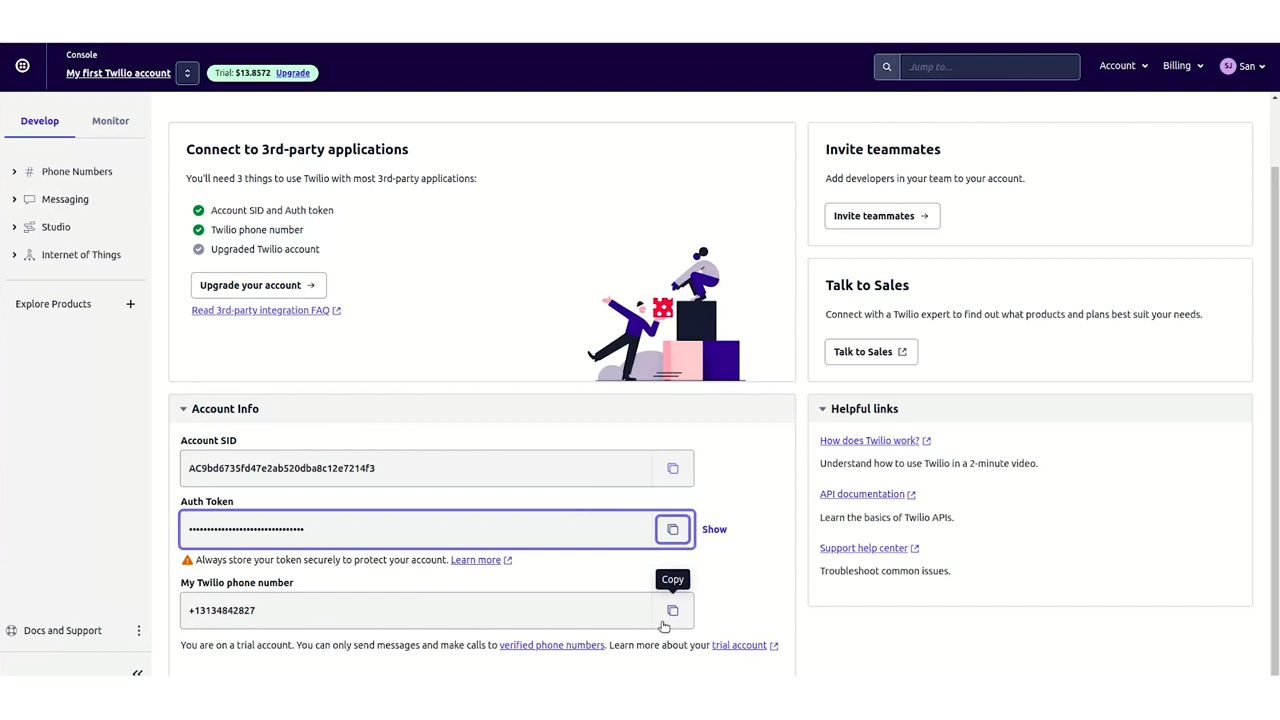 Console
My first Twilio account
Trial: $13.8572 Upgrade
Jump to...
Account
Billing
SJ
San
Develop
Monitor
Phone Numbers
Messaging
Studio
Internet of Things
Explore Products
Docs and Support
Connect to 3rd-party applications
You'll need 3 things to use Twilio with most 3rd-party applications:
Account SID and Auth token
Twilio phone number
Upgraded Twilio account
Upgrade your account →
Read 3rd-party integration FAQ
Invite teammates
Add developers in your team to your account.
Invite teammates →
Talk to Sales
Connect with a Twilio expert to find out what products and plans best suit your needs.
Talk to Sales
Account Info
Account SID
AC9bd6735fd47e2ab520dba8c12e7214f3
Auth Token
••••••••••••••••••••••••••••••••
Show
Always store your token securely to protect your account. Learn more
Copy
My Twilio phone number
+13134842827
You are on a trial account. You can only send messages and make calls to verified phone numbers. Learn more about your trial account
Helpful links
How does Twilio work?
Understand how to use Twilio in a 2-minute video.
API documentation
Learn the basics of Twilio APIs.
Support help center
Troubleshoot common issues.